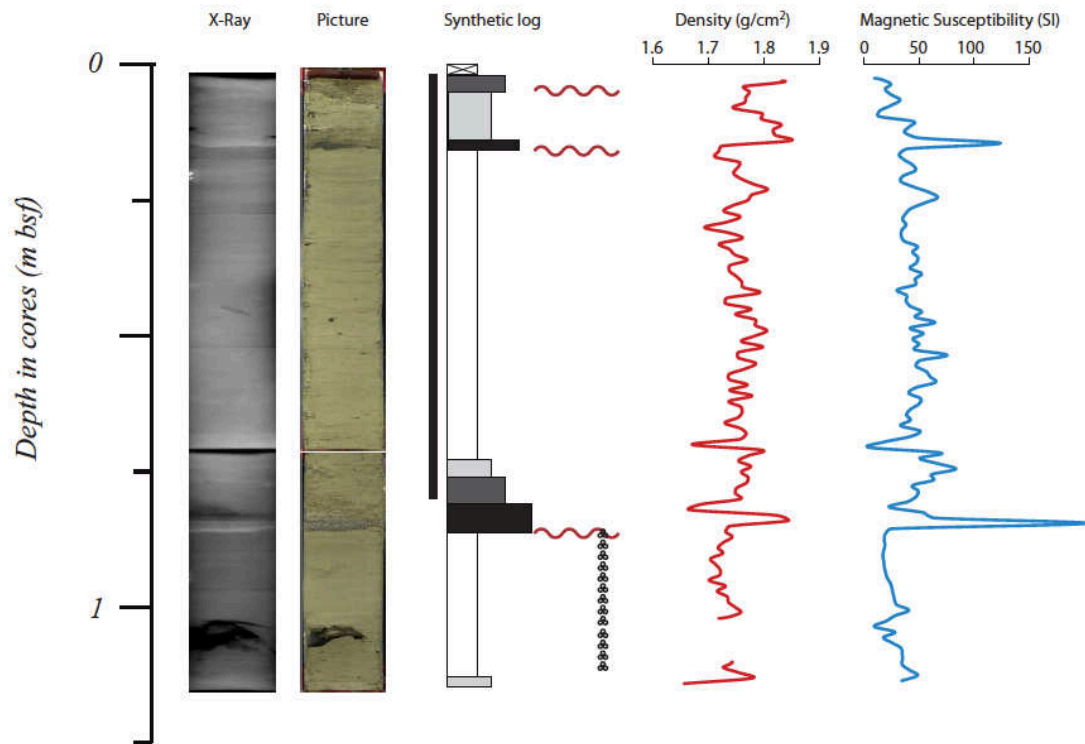 X-Ray Picture Synthetic log Density (g/cm²) Magnetic Susceptibility (SI)
1.6 1.7 1.8 1.9 0 50 100 150
0
Depth in cores (m bsf)
1